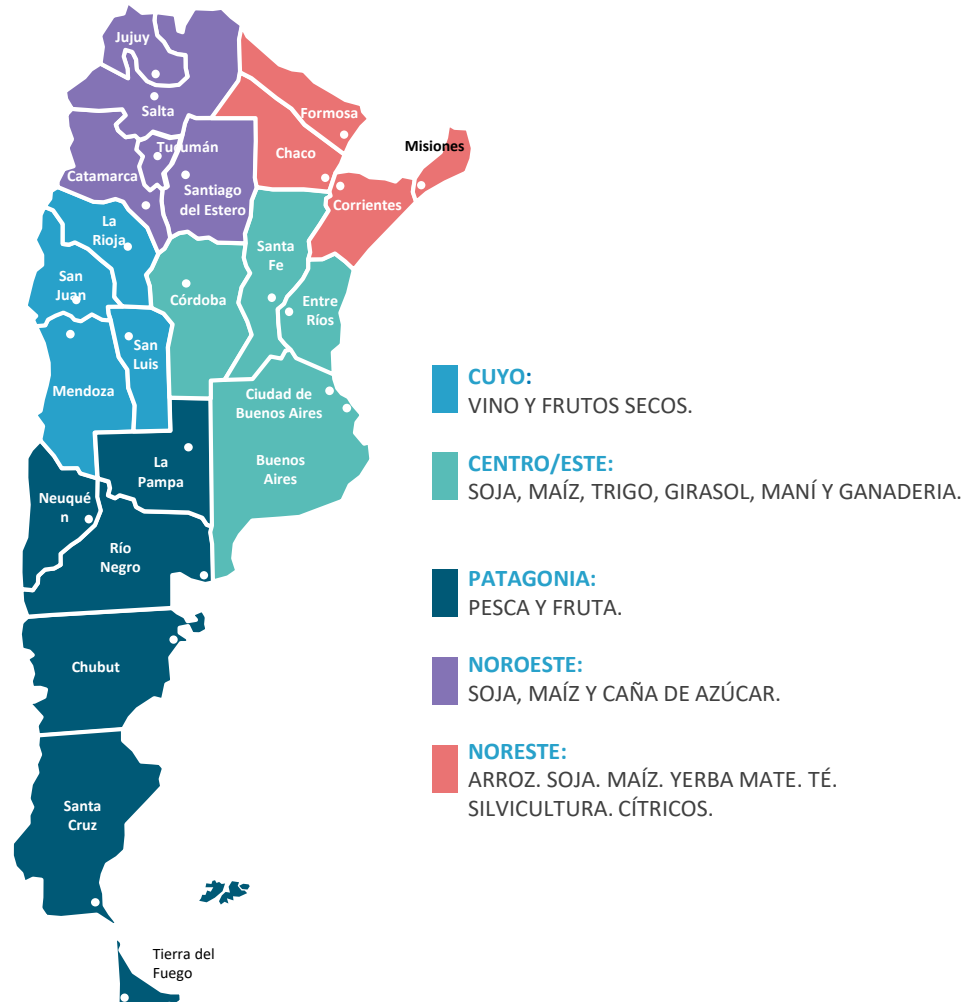 Jujuy
Salta
Formosa
Tucumán
Chaco
Misiones
Catamarca
Santiago
del Estero
Corrientes
La
Rioja
Santa
Fe
San
Juan
Córdoba
Entre
Ríos
San
Luis
Mendoza
Ciudad de
Buenos Aires
La
Pampa
Buenos
Aires
Neuqué
n
Río
Negro
Chubut
Santa
Cruz
Tierra del
Fuego
CUYO:
VINO Y FRUTOS SECOS.
CENTRO/ESTE:
SOJA, MAÍZ, TRIGO, GIRASOL, MANÍ Y GANADERIA.
PATAGONIA:
PESCA Y FRUTA.
NOROESTE:
SOJA, MAÍZ Y CAÑA DE AZÚCAR.
NORESTE:
ARROZ. SOJA. MAÍZ. YERBA MATE. TÉ.
SILVICULTURA. CÍTRICOS.